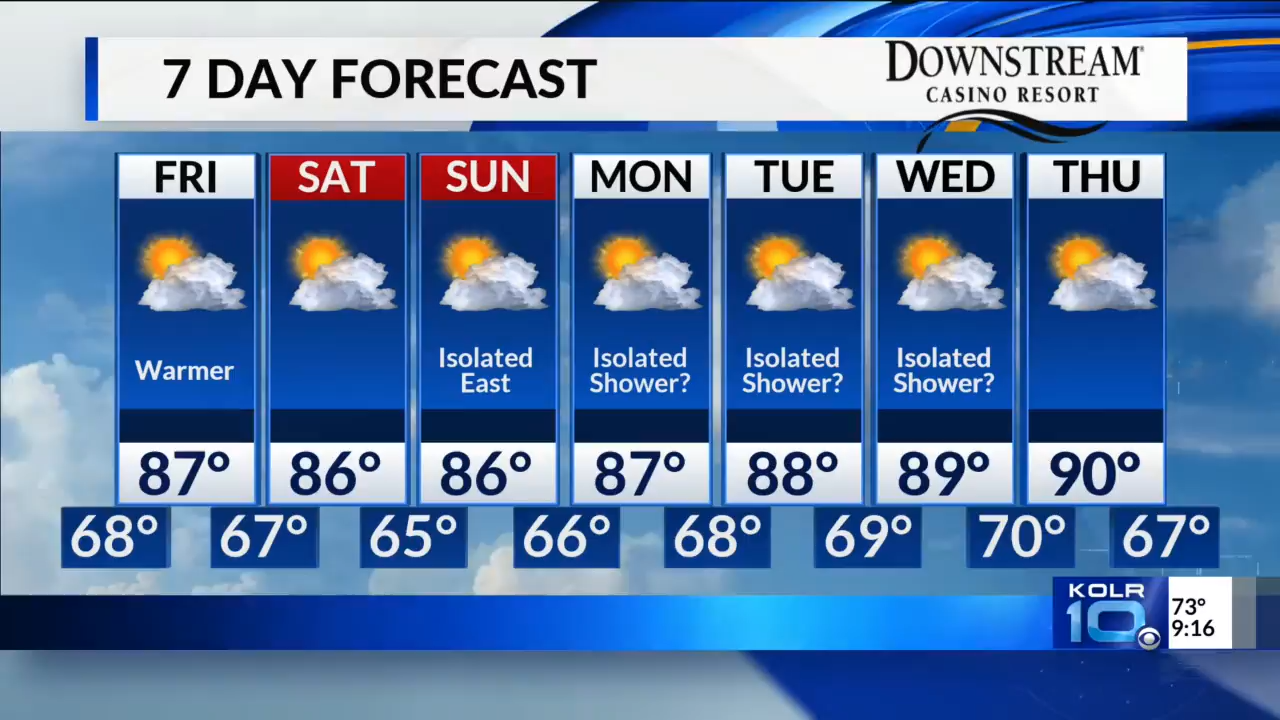 7 DAY FORECAST
DOWNSTREAM®
CASINO RESORT
FRI SAT SUN MON TUE WED THU
Warmer
Isolated
East
Isolated
Shower?
Isolated
Shower?
Isolated
Shower?
87° 86° 86° 87° 88° 89° 90°
68° 67° 65° 66° 68° 69° 70° 67°
KOLR
10
73°
9:16